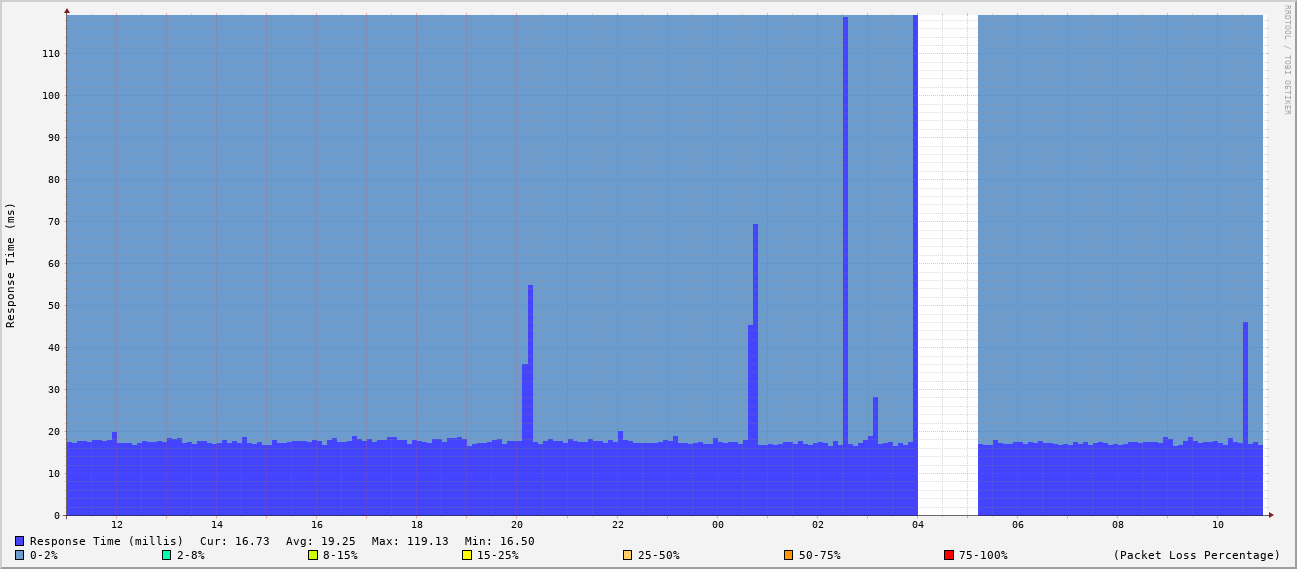 RRDTOOL / TOBI OETIKER
Response Time (ms)
110
100
90
80
70
60
50
40
30
20
10
0
12 14 16 18 20 22 00 02 04 06 08 10
Response Time (millis) Cur: 16.73 Avg: 19.25 Max: 119.13 Min: 16.50
0-2% 2-8% 8-15% 15-25% 25-50% 50-75% 75-100% (Packet Loss Percentage)